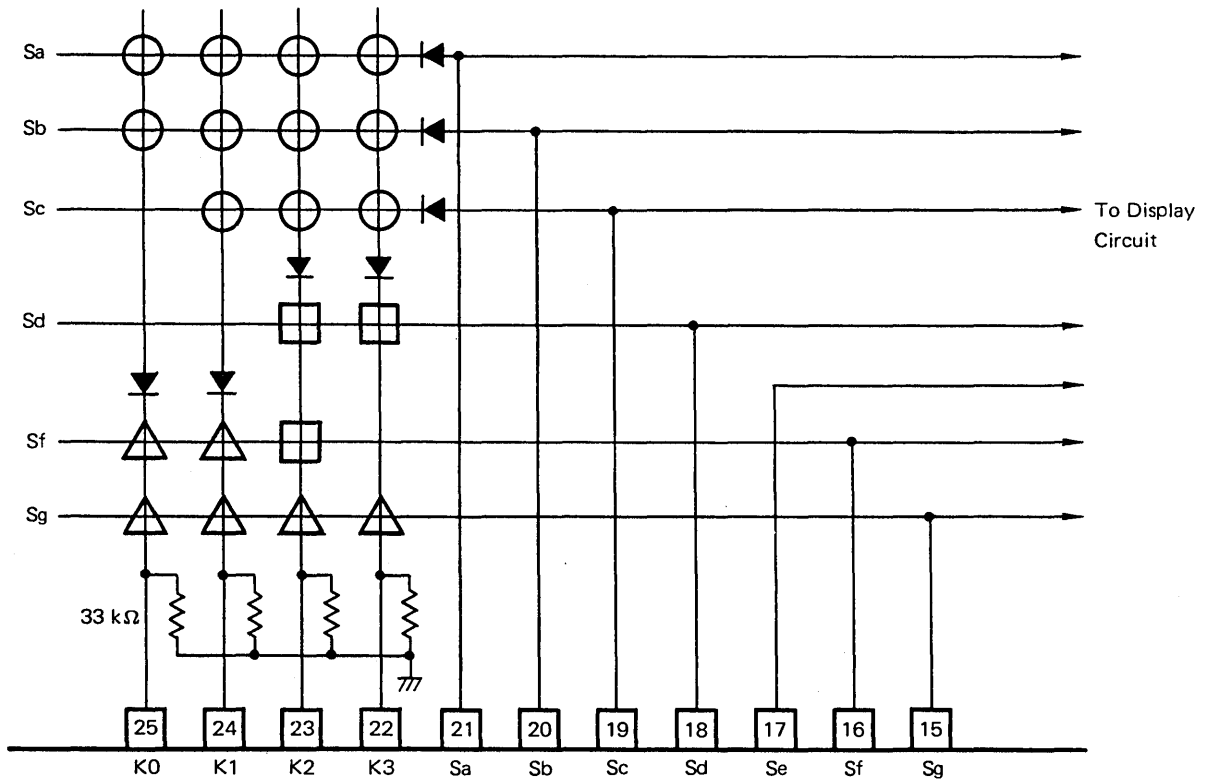 Sa
Sb
Sc
To Display
Circuit
Sd
Sf
Sg
33 kΩ
25 24 23 22 21 20 19 18 17 16 15
K0 K1 K2 K3 Sa Sb Sc Sd Se Sf Sg